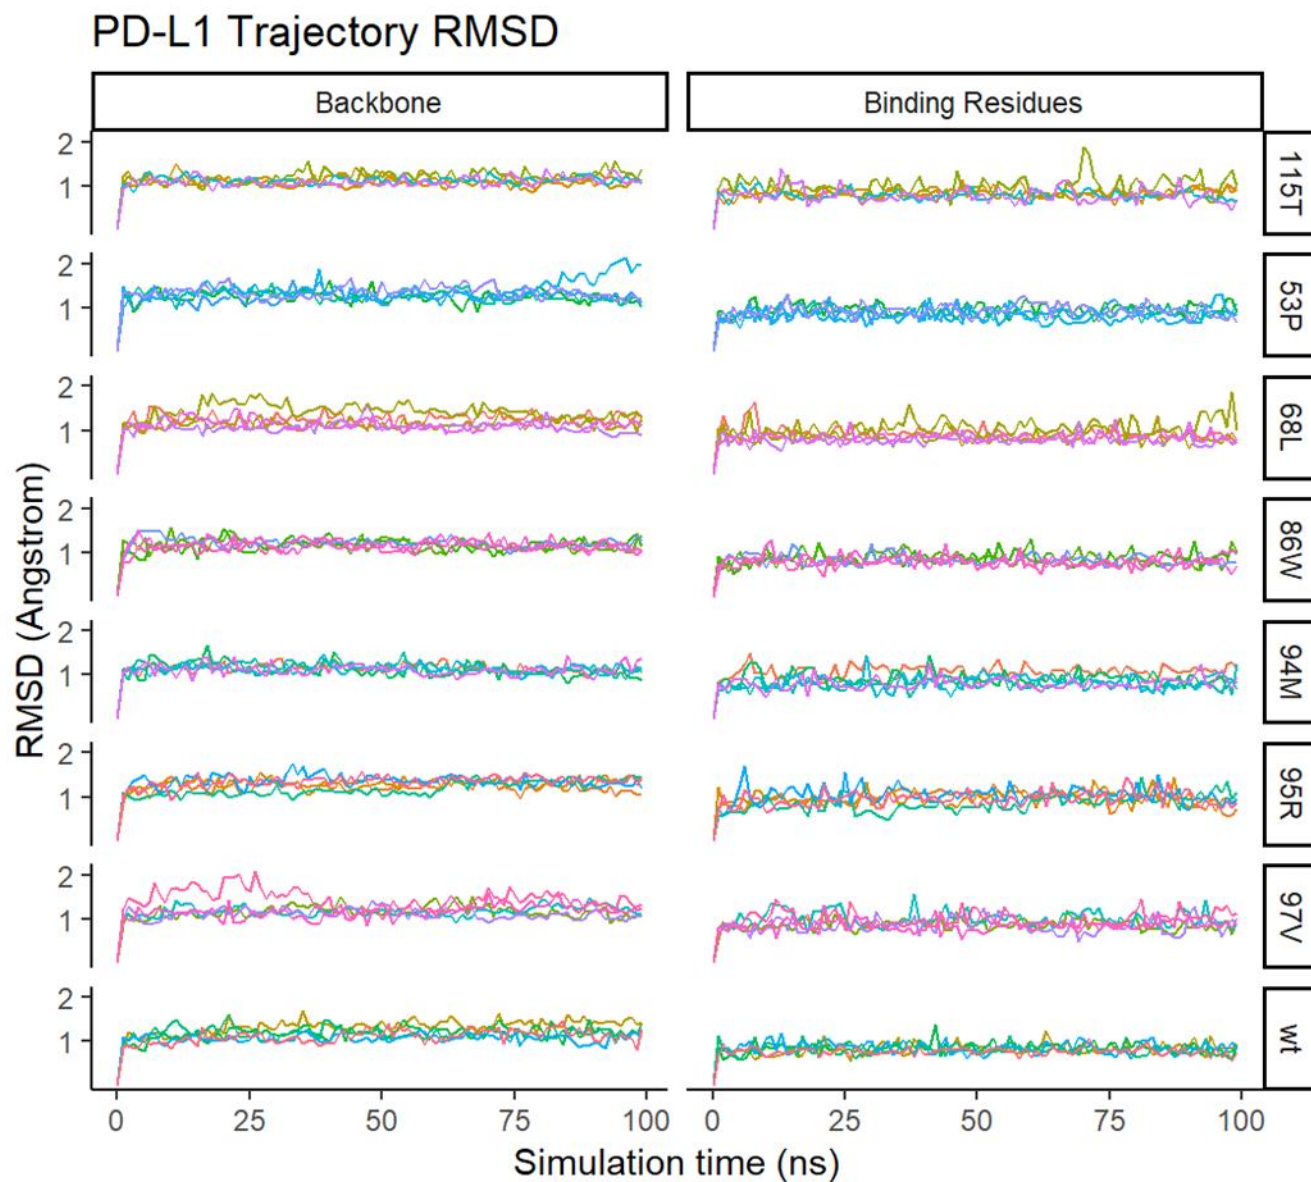 PD-L1 Trajectory RMSD
Backbone
Binding Residues
2
1
115T
2
1
53P
2
1
68L
2
1
86W
2
1
94M
2
1
95R
2
1
97V
2
1
wt
RMSD (Angstrom)
0 25 50 75 100
0 25 50 75 100
Simulation time (ns)